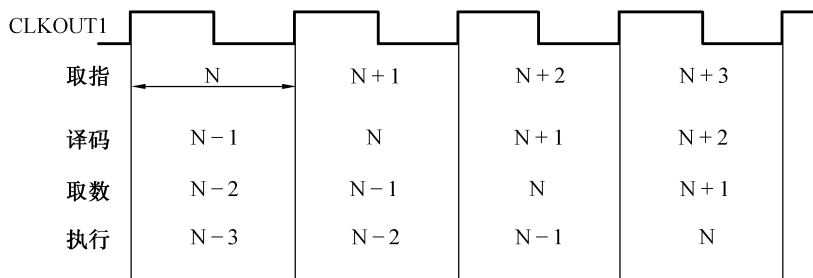 CLKOUT1
取指 N N+1 N+2 N+3
译码 N-1 N N+1 N+2
取数 N-2 N-1 N N+1
执行 N-3 N-2 N-1 N